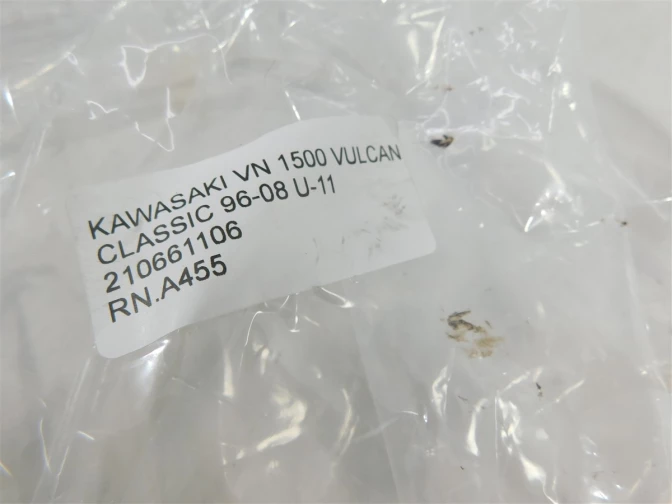 KAWASAKI VN 1500 VULCAN
CLASSIC 96-08 U-11
210661106
RN.A455